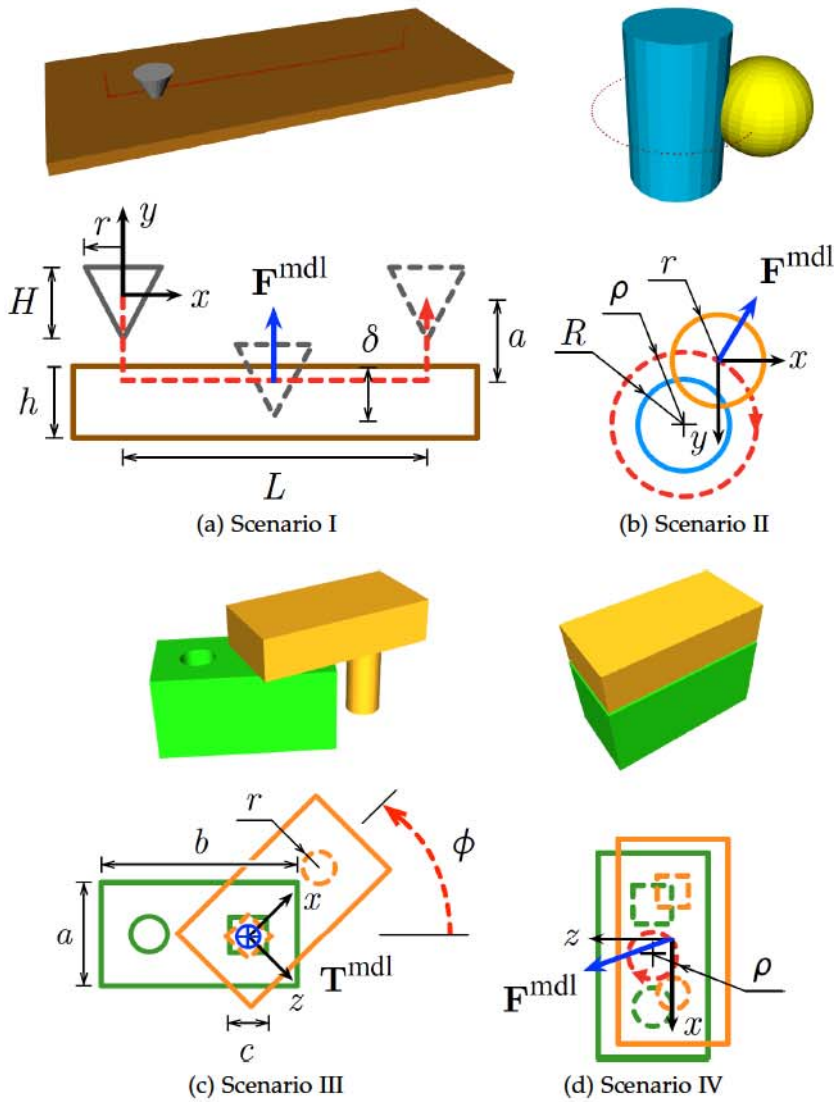 y
r
H
x
F^mdl
δ
a
h
L
(a) Scenario I
r
F^mdl
ρ
R
x
y
(b) Scenario II
r
b
ϕ
a
x
T^mdl
z
c
(c) Scenario III
z
F^mdl
ρ
x
(d) Scenario IV